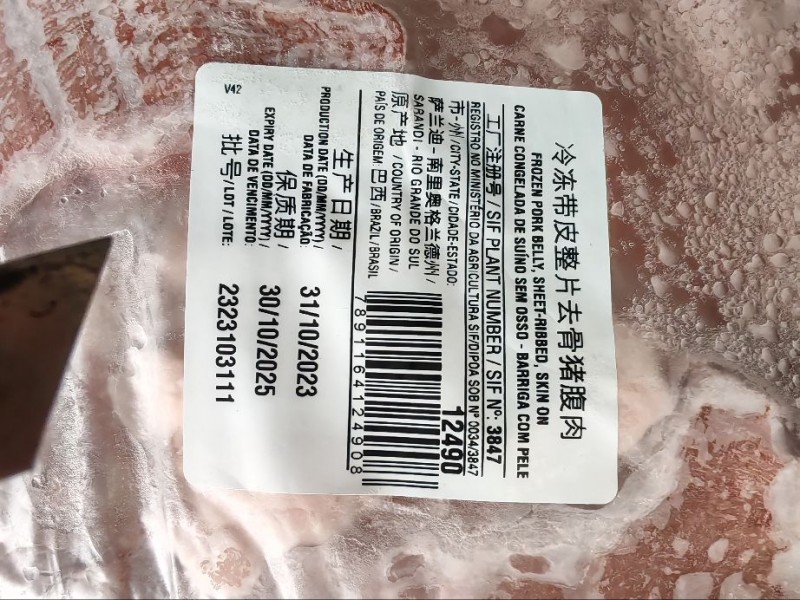 冷冻带皮整片去骨猪腹肉
FROZEN PORK BELLY, SHEET-RIBBED, SKIN ON
CARNE CONGELADA DE SUÍNO SEM OSSO - BARRIGA COM PELE
工厂注册号 / SIF PLANT NUMBER / SIF Nº: 3847
REGISTRO NO MINISTÉRIO DA AGRICULTURA SIF/DIPOA SOB Nº 0034/3847
市-州/CITY-STATE / CIDADE-ESTADO:
萨兰迪 - 南里奥格兰德州 /
SARANDI - RIO GRANDE DO SUL
原产地 / COUNTRY OF ORIGIN /
PAÍS DE ORIGEM: 巴西 / BRAZIL / BRASIL
12490
7891164124908
生产日期 /
PRODUCTION DATE (DD/MM/YYYY) /
DATA DE FABRICAÇÃO 31/10/2023
保质期 /
EXPIRY DATE (DD/MM/YYYY) /
DATA DE VENCIMENTO: 30/10/2025
批号 / LOT / LOTE: 2323103111
V42